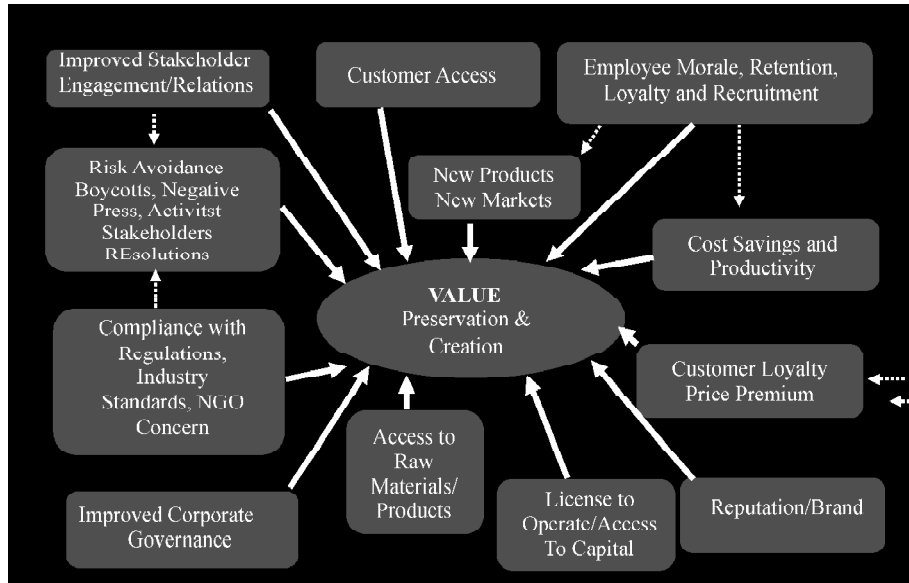 Improved Stakeholder
Engagement/Relations
Customer Access
Employee Morale, Retention,
Loyalty and Recruitment
Risk Avoidance
Boycotts, Negative
Press, Activitst
Stakeholders
REsolutions
New Products
New Markets
Cost Savings and
Productivity
VALUE
Preservation &
Creation
Compliance with
Regulations,
Industry
Standards, NGO
Concern
Customer Loyalty
Price Premium
Access to
Raw
Materials/
Products
Improved Corporate
Governance
License to
Operate/Access
To Capital
Reputation/Brand